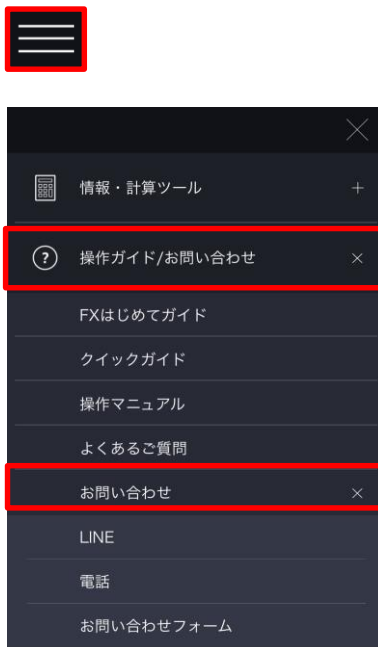 情報・計算ツール
操作ガイド/お問い合わせ
FXはじめてガイド
クイックガイド
操作マニュアル
よくあるご質問
お問い合わせ
LINE
電話
お問い合わせフォーム